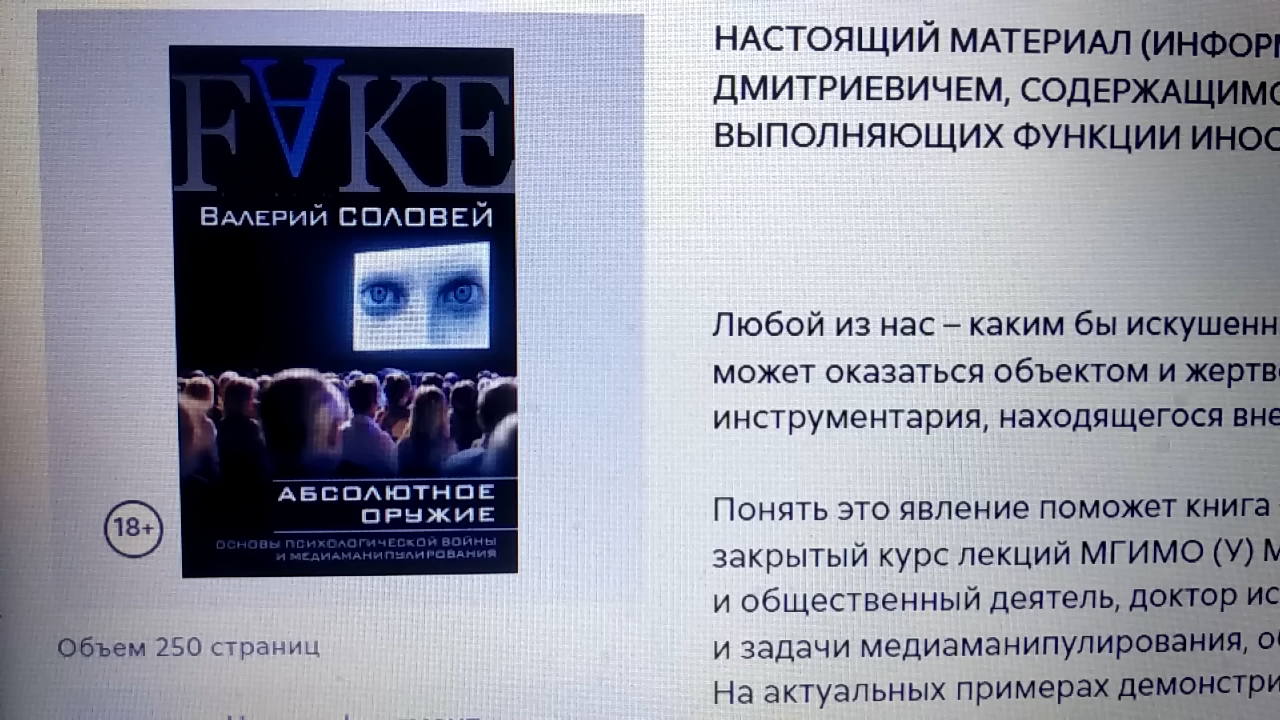 FAKE
ВАЛЕРИЙ СОЛОВЕЙ
АБСОЛЮТНОЕ
ОРУЖИЕ
ОСНОВЫ ПСИХОЛОГИЧЕСКОЙ ВОЙНЫ
И МЕДИАМАНИПУЛИРОВАНИЯ
18+
Объем 250 страниц
НАСТОЯЩИЙ МАТЕРИАЛ (ИНФОР
ДМИТРИЕВИЧЕМ, СОДЕРЖАЩИМ
ВЫПОЛНЯЮЩИХ ФУНКЦИИ ИНОС
Любой из нас – каким бы искушенн
может оказаться объектом и жертв
инструментария, находящегося вне
Понять это явление поможет книга
закрытый курс лекций МГИМО (У) М
и общественный деятель, доктор ис
и задачи медиаманипулирования, о
На актуальных примерах демонстри